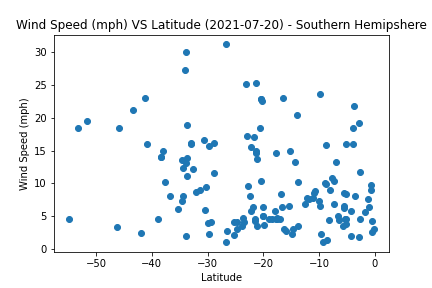 Wind Speed (mph) VS Latitude (2021-07-20) - Southern Hemipshere
30
25
20
15
10
5
0
Wind Speed (mph)
−50 −40 −30 −20 −10 0
Latitude